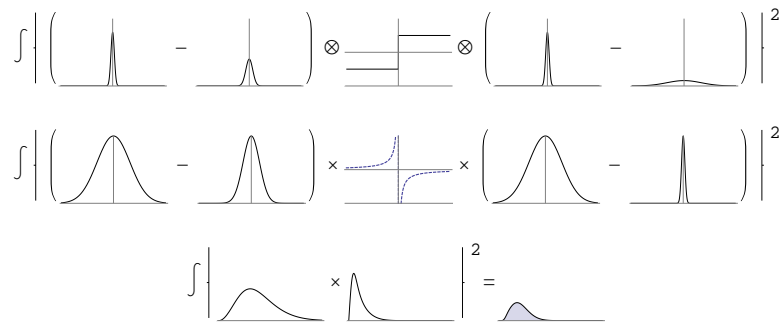 ∫ | ( − ) ⊗ ⊗ ( − ) | 2
∫ | ( − ) × × ( − ) | 2
∫ | × | 2 =